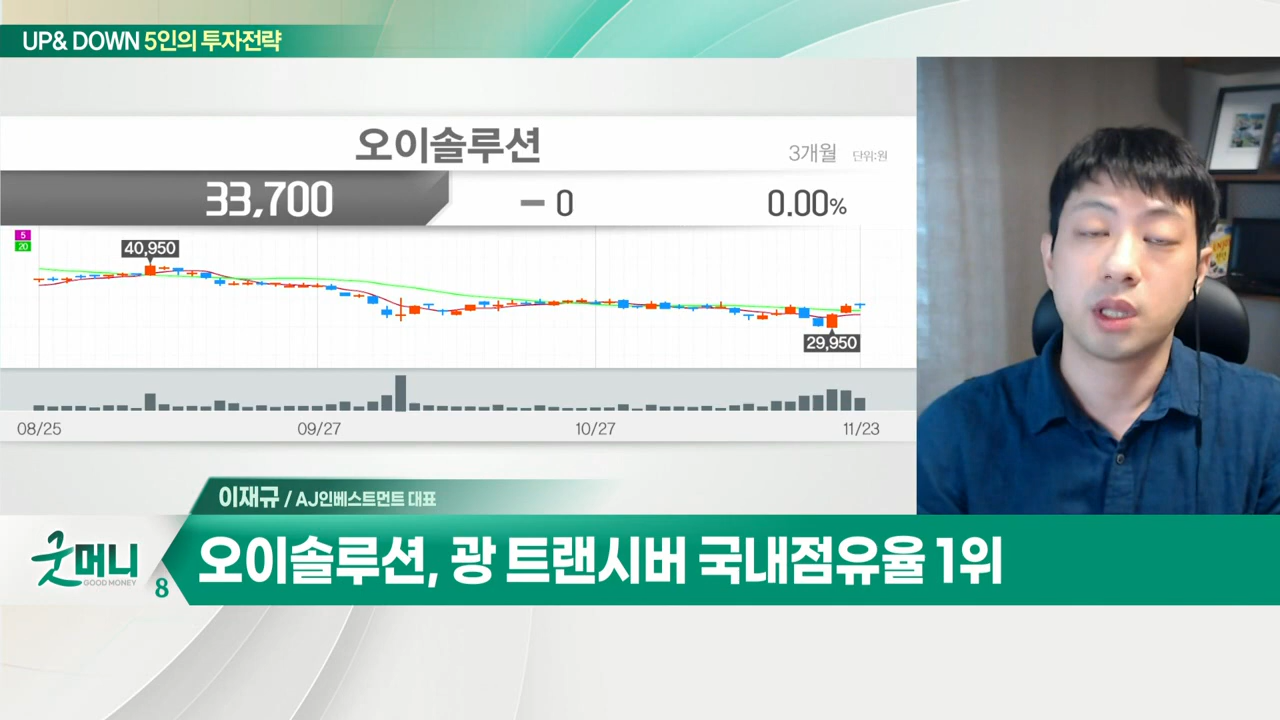 UP& DOWN 5인의 투자전략
오이솔루션
3개월 단위:원
33,700 0 0.00%
5
20
40,950
29,950
08/25 09/27 10/27 11/23
이재규 / AJ인베스트먼트 대표
굿머니
GOOD MONEY
8
오이솔루션, 광 트랜시버 국내점유율 1위